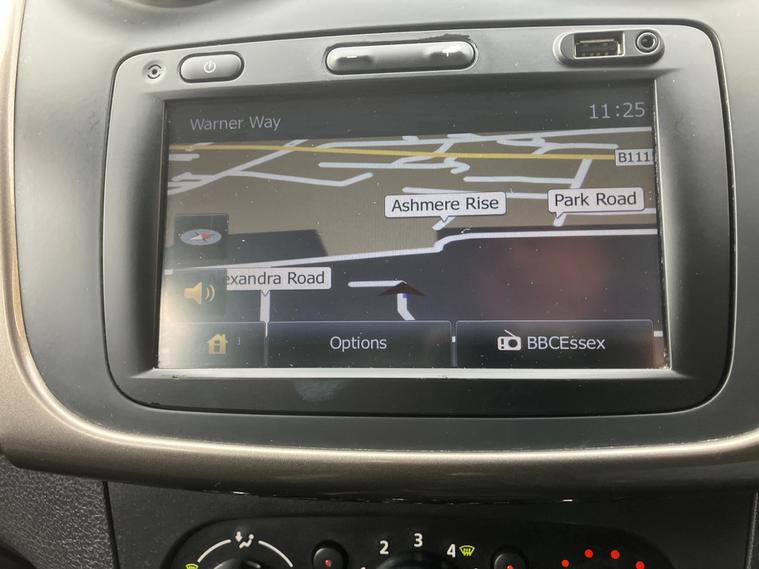 Warner Way
11:25
B111
Ashmere Rise
Park Road
exandra Road
Options
BBCEssex
2
3
4